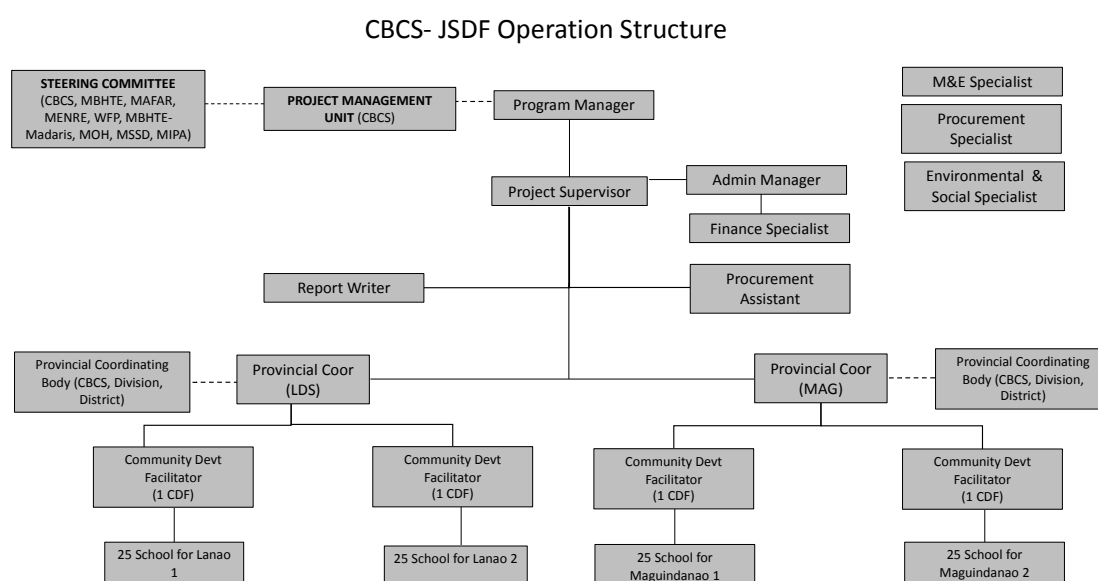 CBCS- JSDF Operation Structure
STEERING COMMITTEE
(CBCS, MBHTE, MAFAR,
MENRE, WFP, MBHTE-
Madaris, MOH, MSSD, MIPA)
PROJECT MANAGEMENT
UNIT (CBCS)
Program Manager
M&E Specialist
Procurement
Specialist
Environmental &
Social Specialist
Project Supervisor
Admin Manager
Finance Specialist
Report Writer
Procurement
Assistant
Provincial Coordinating
Body (CBCS, Division,
District)
Provincial Coor
(LDS)
Provincial Coor
(MAG)
Provincial Coordinating
Body (CBCS, Division,
District)
Community Devt
Facilitator
(1 CDF)
Community Devt
Facilitator
(1 CDF)
Community Devt
Facilitator
(1 CDF)
Community Devt
Facilitator
(1 CDF)
25 School for Lanao
1
25 School for Lanao 2
25 School for
Maguindanao 1
25 School for
Maguindanao 2